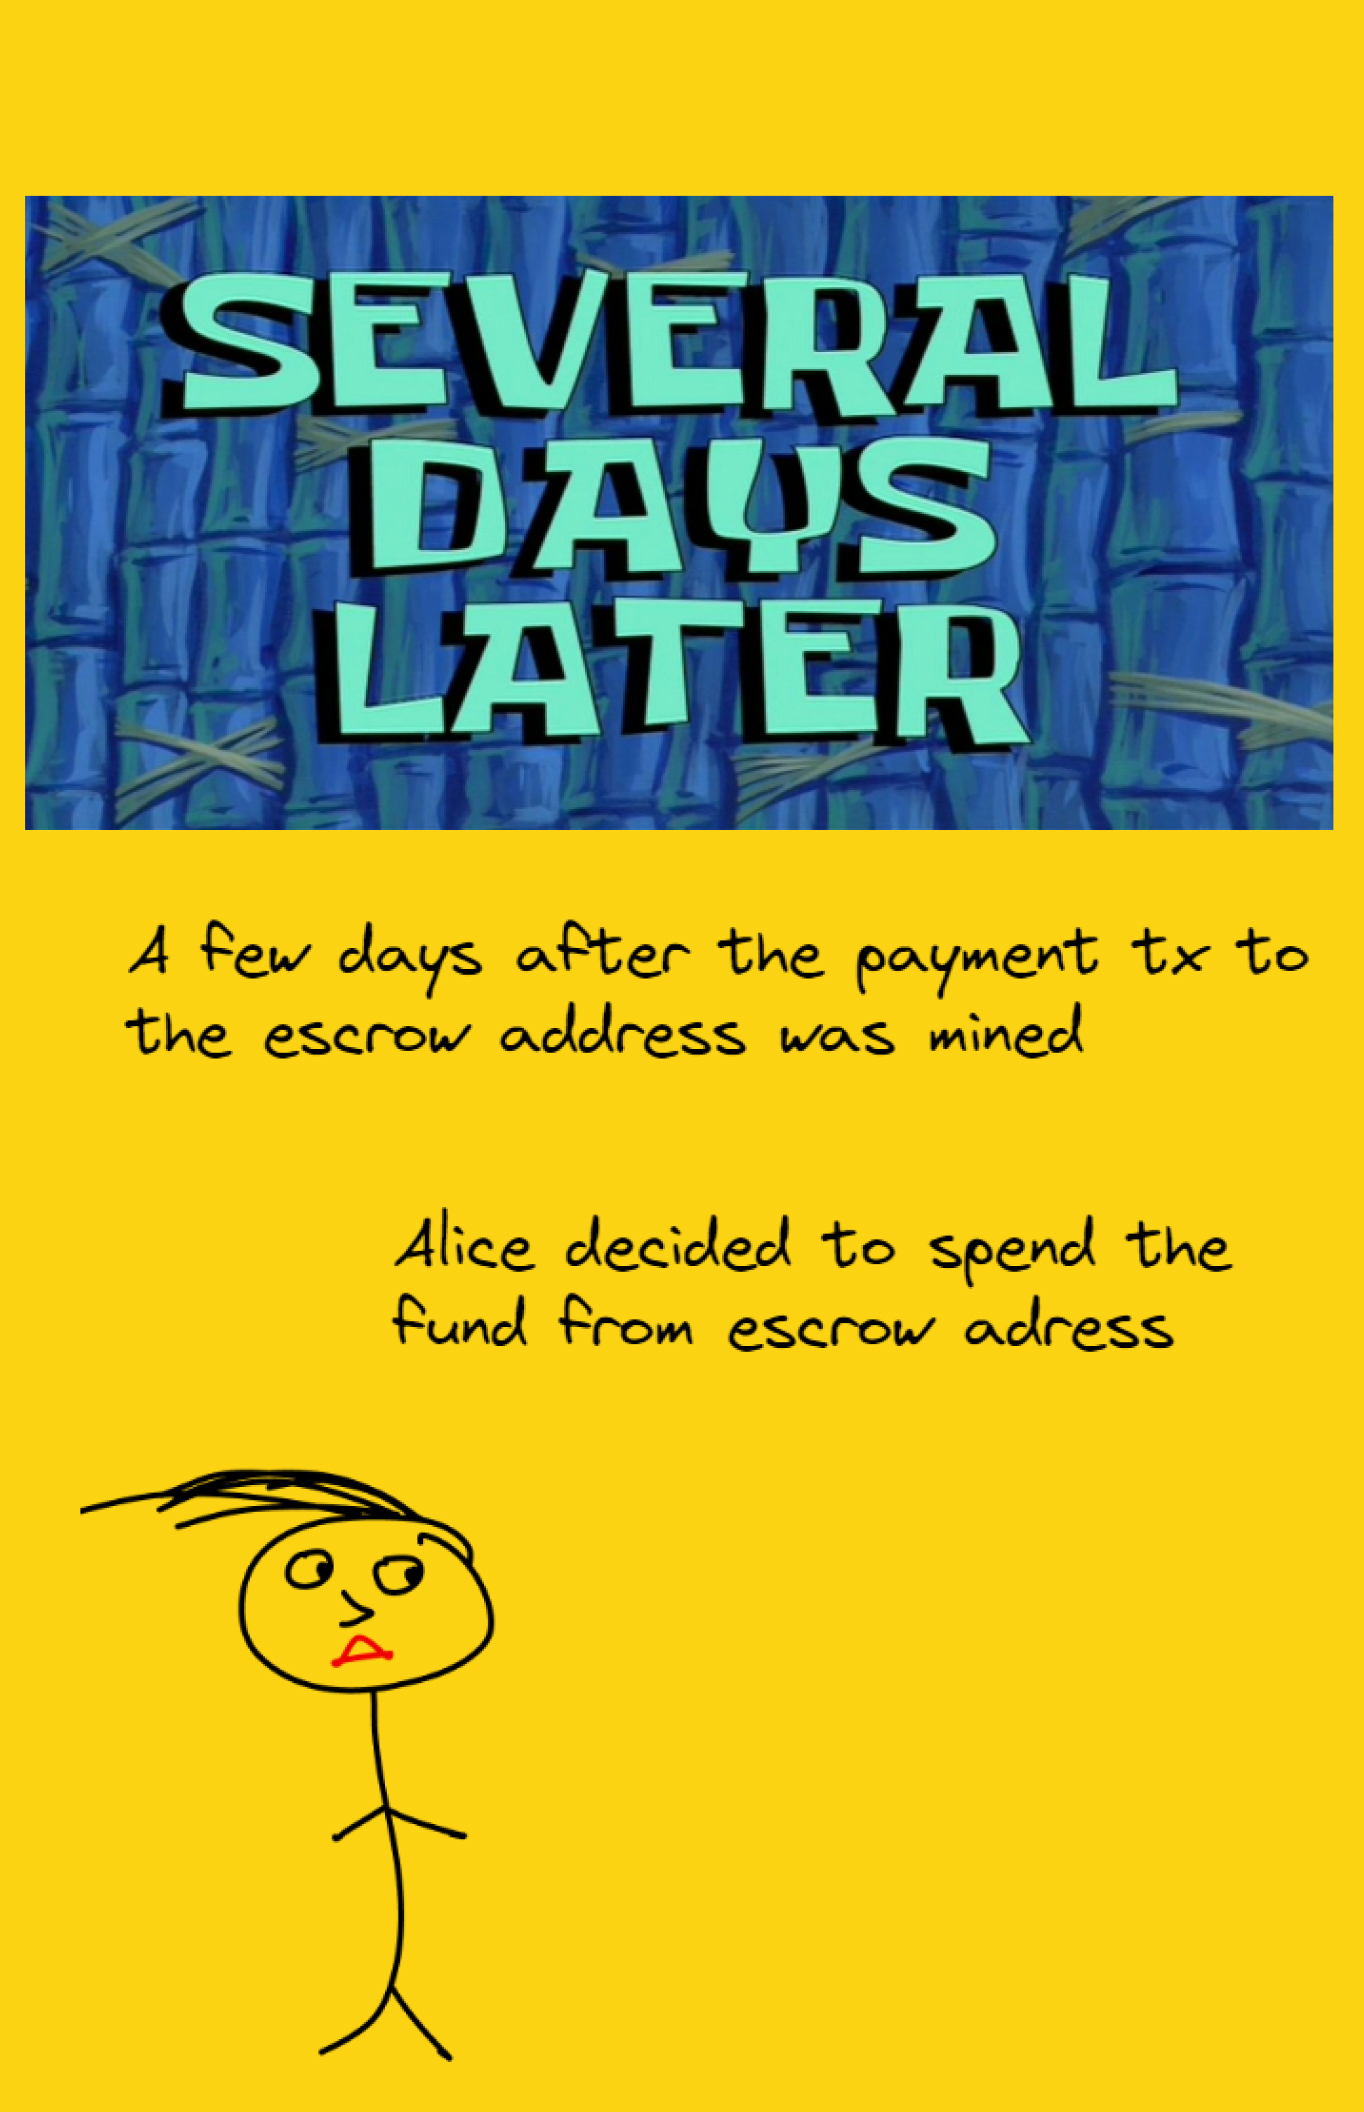 SEVERAL
DAYS
LATER
A few days after the payment tx to
the escrow address was mined
Alice decided to spend the
fund from escrow adress